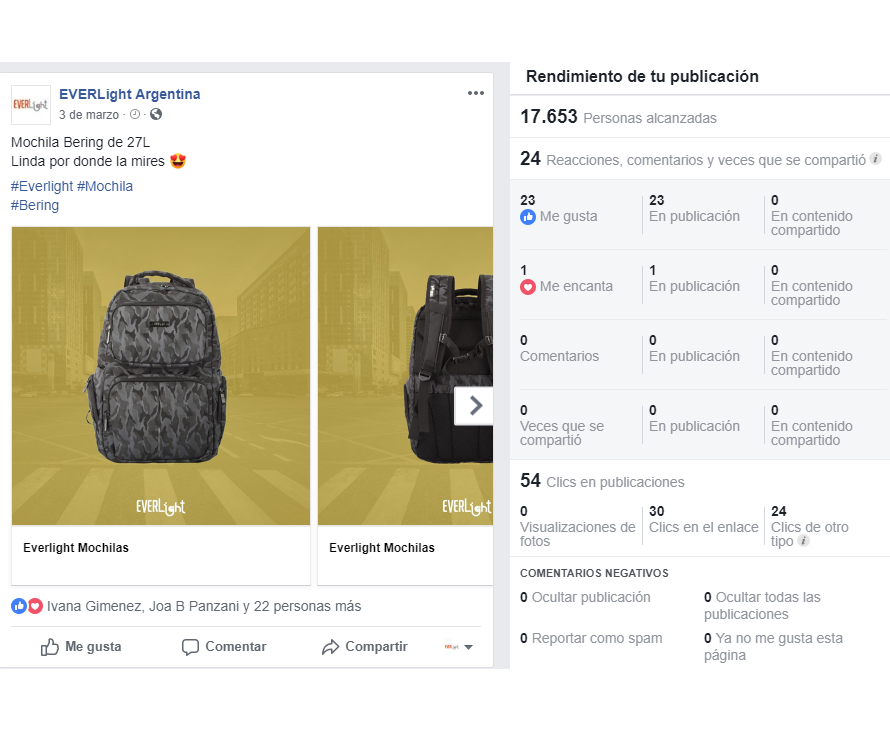 EVERLight
EVERLight Argentina
3 de marzo ·
Mochila Bering de 27L
Linda por donde la mires 😍
#Everlight #Mochila
#Bering
EVERLight
EVERLight
Everlight Mochilas
Everlight Mochilas
Ivana Gimenez, Joa B Panzani y 22 personas más
Me gusta
Comentar
Compartir
Rendimiento de tu publicación
17.653 Personas alcanzadas
24 Reacciones, comentarios y veces que se compartió
23
Me gusta
23
En publicación
0
En contenido
compartido
1
Me encanta
1
En publicación
0
En contenido
compartido
0
Comentarios
0
En publicación
0
En contenido
compartido
0
Veces que se
compartió
0
En publicación
0
En contenido
compartido
54 Clics en publicaciones
0
Visualizaciones de
fotos
30
Clics en el enlace
24
Clics de otro
tipo
COMENTARIOS NEGATIVOS
0 Ocultar publicación
0 Ocultar todas las
publicaciones
0 Reportar como spam
0 Ya no me gusta esta
página